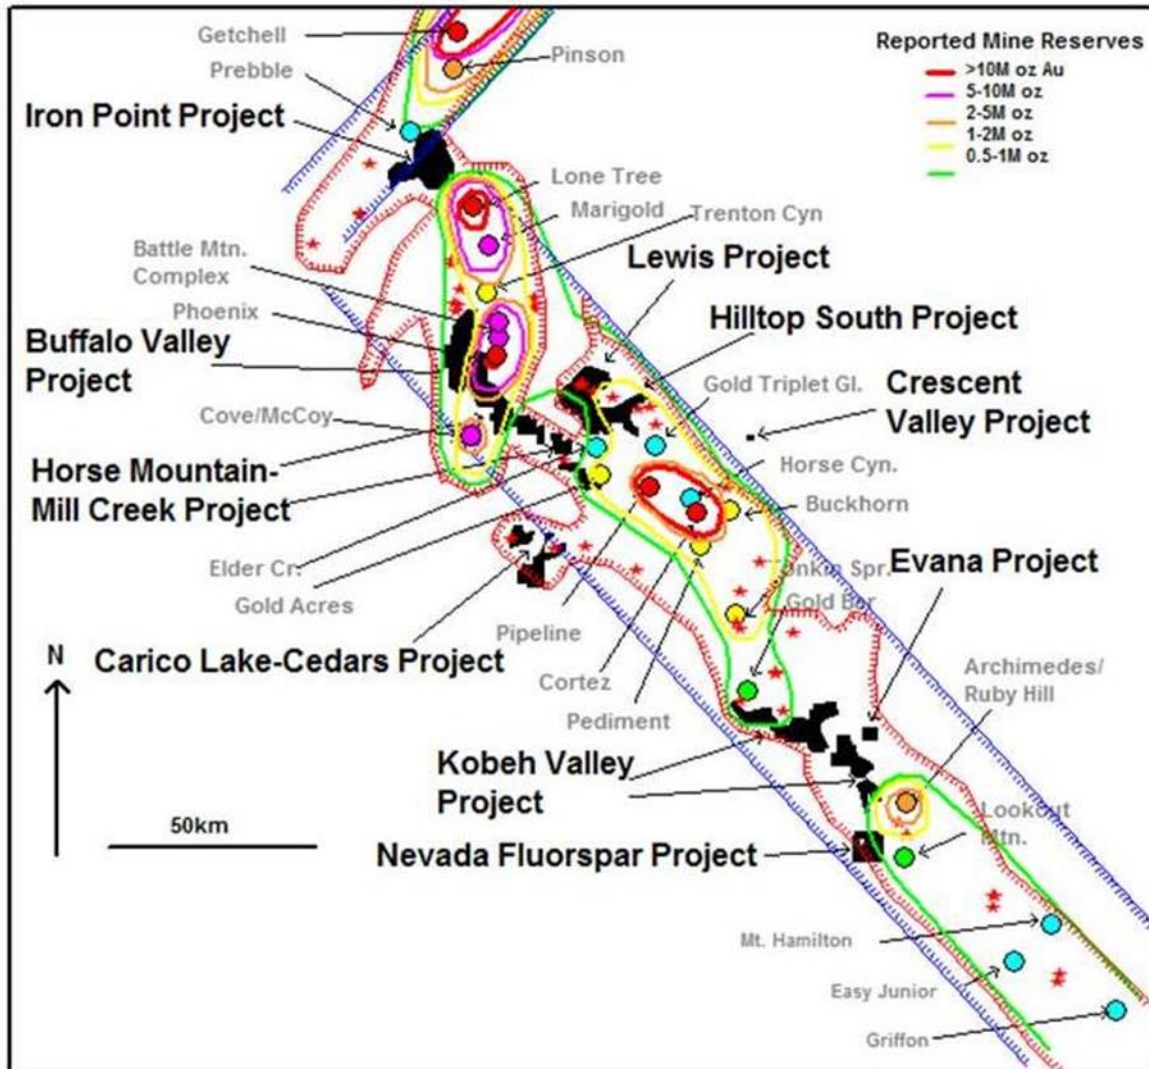 Getchell
Prebble
Pinson
Iron Point Project
Reported Mine Reserves
>10M oz Au
5-10M oz
2-5M oz
1-2M oz
0.5-1M oz
Lone Tree
Marigold
Trenton Cyn
Battle Mtn.
Complex
Phoenix
Lewis Project
Hilltop South Project
Buffalo Valley
Project
Gold Triplet Gl.
Crescent
Valley Project
Cove/McCoy
Horse Mountain-
Mill Creek Project
Horse Cyn.
Buckhorn
Elder Cr.
Gold Acres
Evana Project
Spr.
Gold Bar
Pipeline
Carico Lake-Cedars Project
N
Cortez
Pediment
Archimedes/
Ruby Hill
Kobeh Valley
Project
50km
Lookout
Mtn.
Nevada Fluorspar Project
Mt. Hamilton
Easy Junior
Griffon